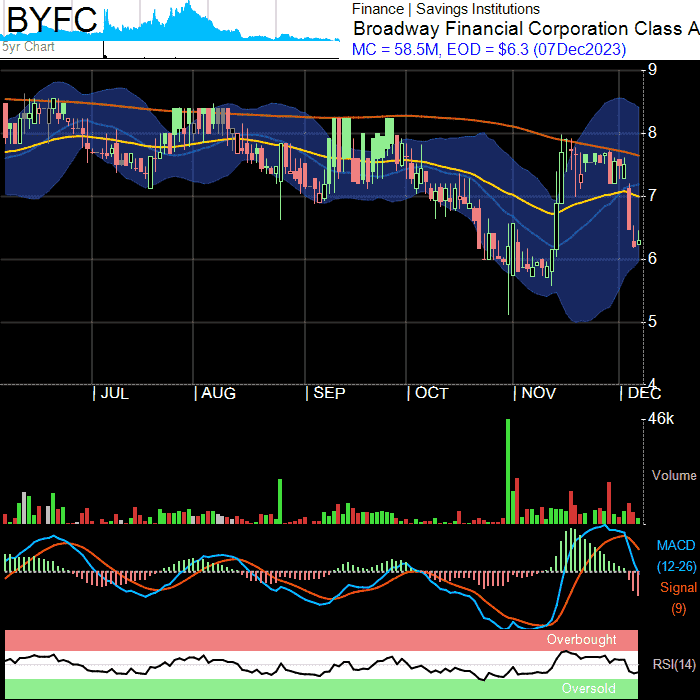 BYFC
5yr Chart
Finance | Savings Institutions
Broadway Financial Corporation Class A
MC = 58.5M, EOD = $6.3 (07Dec2023)
9
8
7
6
5
4
| JUL | AUG | SEP | OCT | NOV | DEC
46k
Volume
MACD
(12-26)
Signal
(9)
Overbought
RSI(14)
Oversold